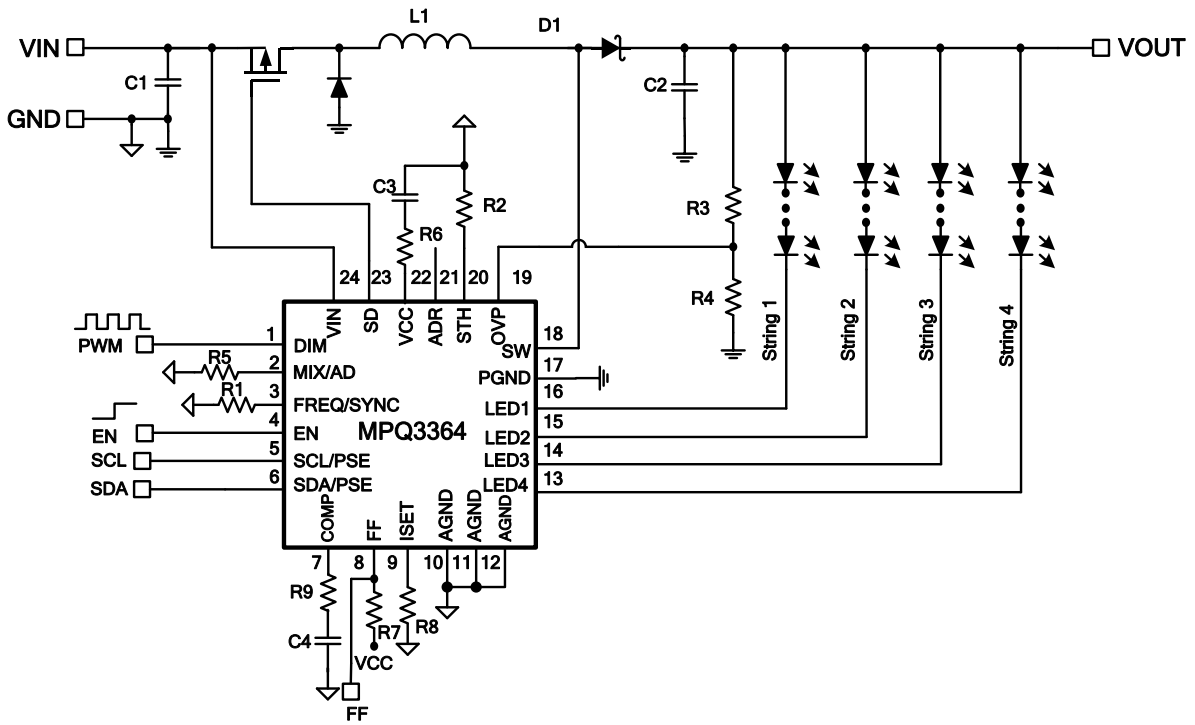 L1
D1
VIN
VOUT
C1
C2
GND
C3
R2
R3
R6
24
23
22
21
20
19
R4
VIN
SD
VCC
ADR
STH
OVP
String 1
String 2
String 3
String 4
PWM
1
DIM
18
SW
R5
2
MIX/AD
17
PGND
R1
3
FREQ/SYNC
16
LED1
EN
4
EN
MPQ3364
15
LED2
SCL
5
SCL/PSE
14
LED3
SDA
6
SDA/PSE
13
LED4
COMP
FF
ISET
AGND
AGND
AGND
7
8
9
10
11
12
R9
R7
R8
C4
VCC
FF